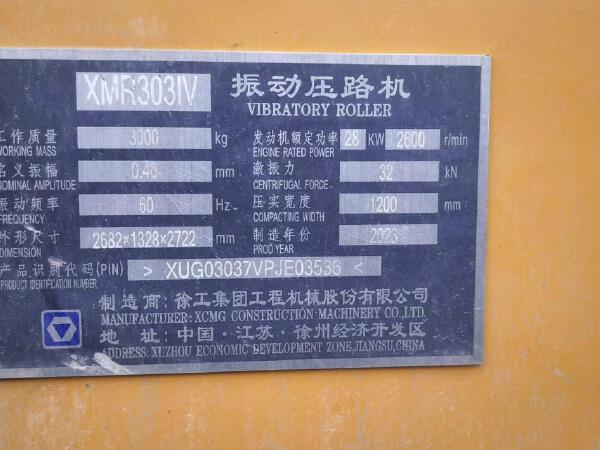 XMR303IV 振动压路机
VIBRATORY ROLLER
工作质量 3000 kg 发动机额定功率 28 KW 2600 r/min
WORKING MASS ENGINE RATED POWER
名义振幅 0.46 mm 激振力 32 kN
NOMINAL AMPLITUDE CENTRIFUGAL FORCE
振动频率 60 Hz 压实宽度 1200 mm
FREQUENCY COMPACTING WIDTH
外形尺寸 2682×1328×2722 mm 制造年份 2023
DIMENSION PROD.YEAR
产品识别代码(PIN) > XUG03037VPJE03536 <
PRODUCT IDENTIFICATION NUMBER
制造商:徐工集团工程机械股份有限公司
MANUFACTURER:XCMG CONSTRUCTION MACHINERY CO.,LTD.
地 址:中国·江苏·徐州经济开发区
ADDRESS:XUZHOU ECONOMIC DEVELOPMENT ZONE,JIANGSU,CHINA